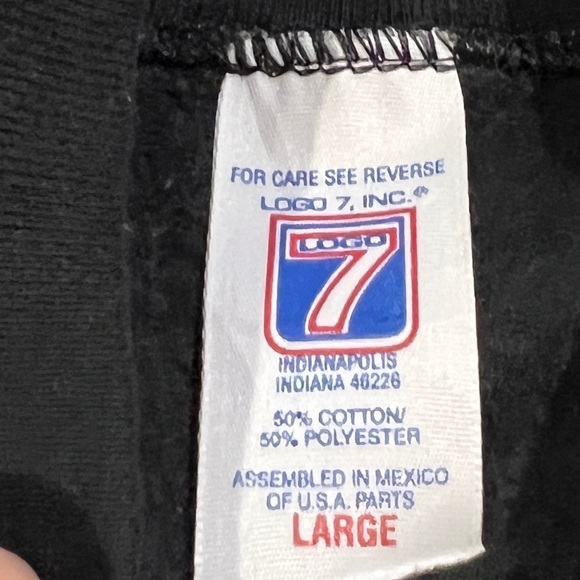 FOR CARE SEE REVERSE
LOGO 7, INC.®
LOGO
7
INDIANAPOLIS
INDIANA 46226
50% COTTON/
50% POLYESTER
ASSEMBLED IN MEXICO
OF U.S.A. PARTS
LARGE